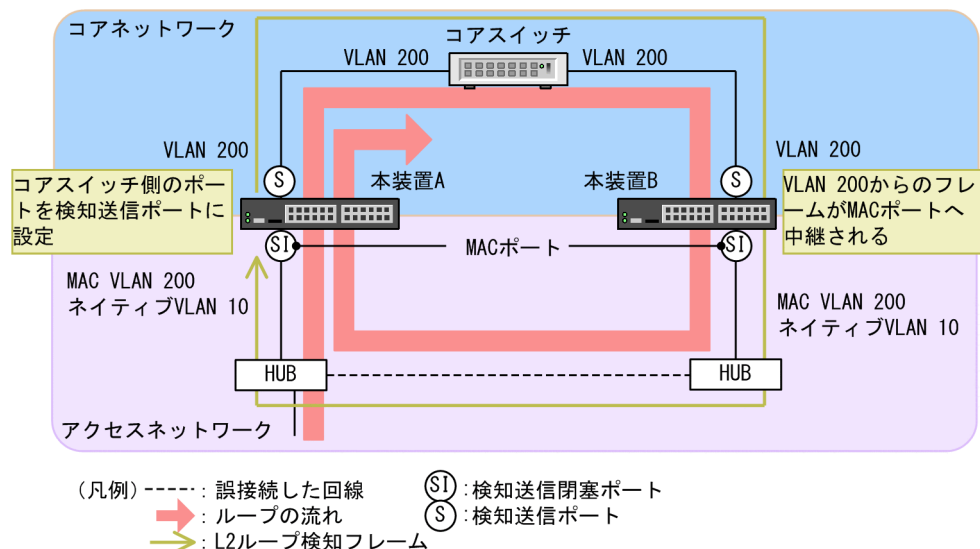 コアネットワーク
コアスイッチ
VLAN 200
VLAN 200
VLAN 200
VLAN 200
コアスイッチ側のポー
トを検知送信ポートに
設定
S
本装置A
本装置B
S
VLAN 200からのフレ
ームがMACポートへ
中継される
SI
MACポート
SI
MAC VLAN 200
ネイティブVLAN 10
MAC VLAN 200
ネイティブVLAN 10
HUB
HUB
アクセスネットワーク
(凡例)
: 誤接続した回線
SI : 検知送信閉塞ポート
: ループの流れ
S : 検知送信ポート
: L2ループ検知フレーム